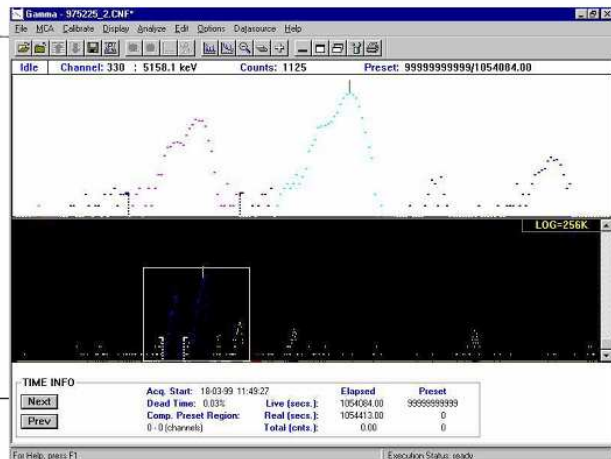 Gamma - 975225_2.CNF*
File MCA Calibrate Display Analyze Edit Options Datasource Help
Idle Channel: 330 : 5158.1 keV Counts: 1125 Preset: 99999999999/1054084.00
LOG=256K
TIME INFO
Next
Prev
Acq. Start: 18-03-99 11:49:27
Dead Time: 0.03%
Comp. Preset Region:
0 - 0 (channels)
Elapsed Preset
Live (secs.): 1054084.00 99999999999
Real (secs.): 1054413.00 0
Total (cnts.): 0.00 0
For Help, press F1 Execution Status: ready